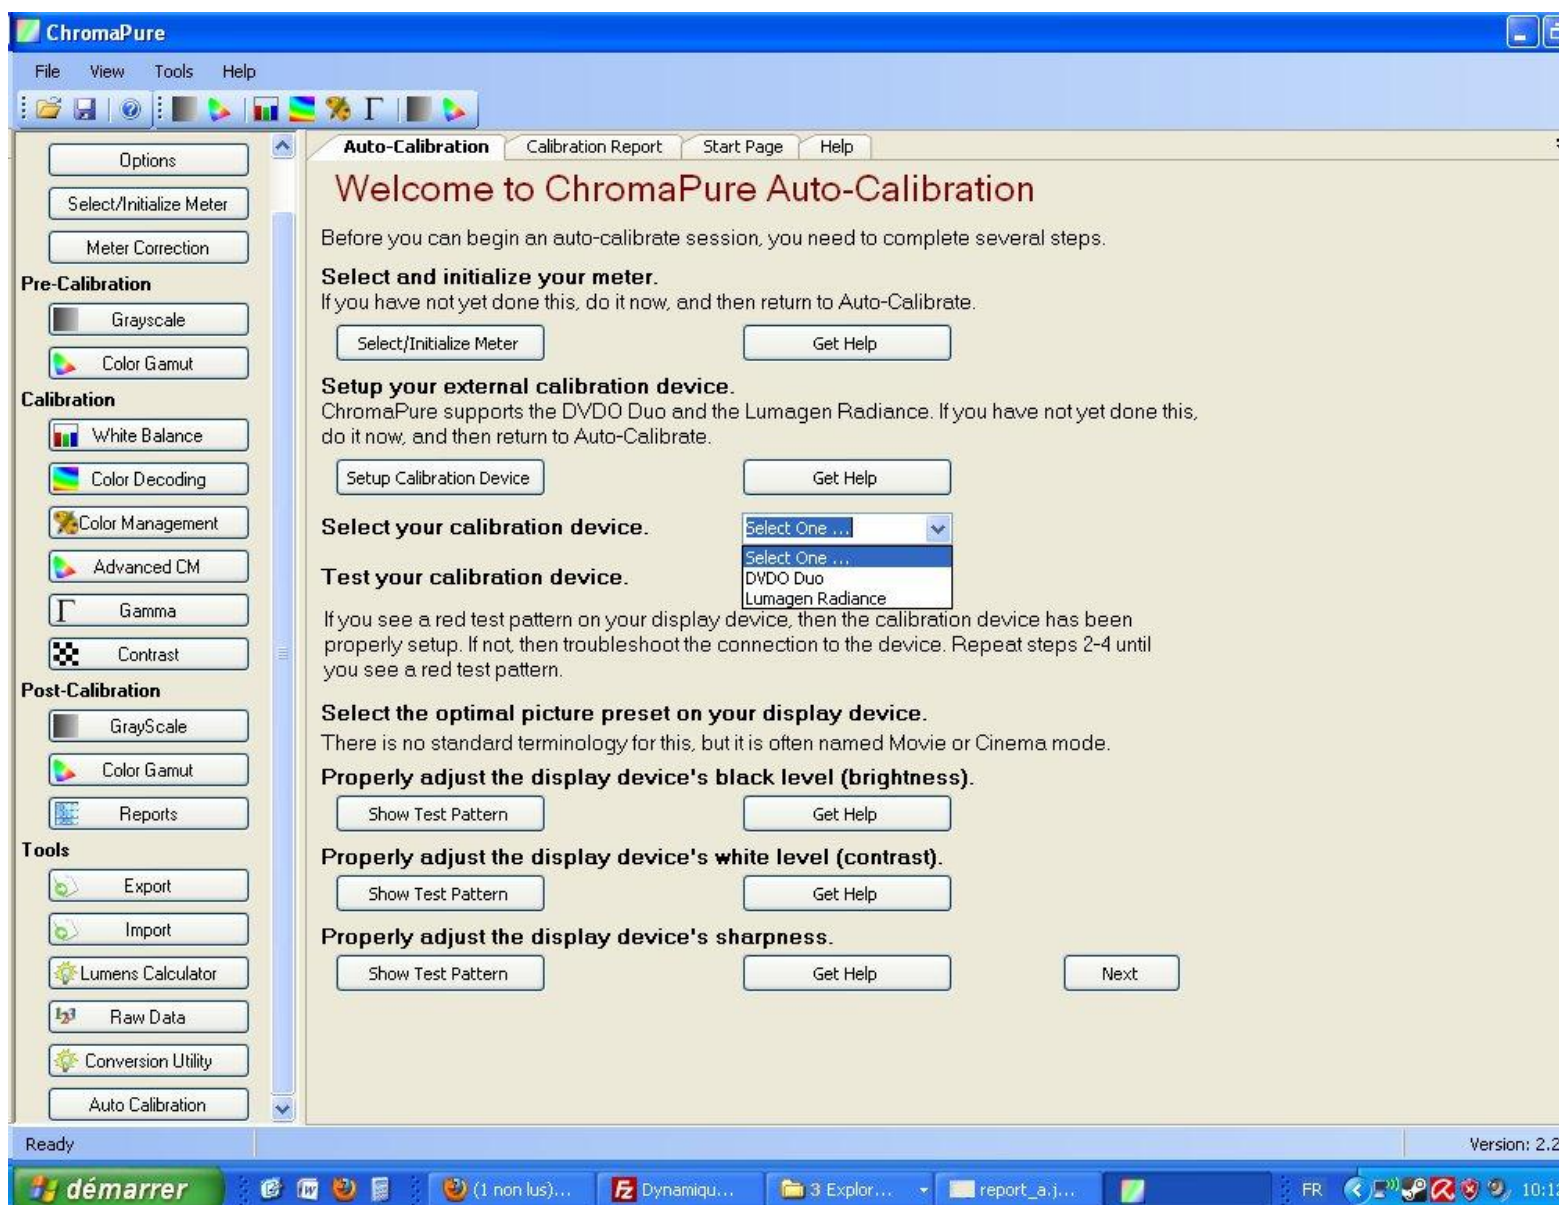 ChromaPure
File View Tools Help
Options
Select/Initialize Meter
Meter Correction
Pre-Calibration
Grayscale
Color Gamut
Calibration
White Balance
Color Decoding
Color Management
Advanced CM
Γ Gamma
Contrast
Post-Calibration
GrayScale
Color Gamut
Reports
Tools
Export
Import
Lumens Calculator
123 Raw Data
Conversion Utility
Auto Calibration
Auto-Calibration Calibration Report Start Page Help
Welcome to ChromaPure Auto-Calibration
Before you can begin an auto-calibrate session, you need to complete several steps.
Select and initialize your meter.
If you have not yet done this, do it now, and then return to Auto-Calibrate.
Select/Initialize Meter Get Help
Setup your external calibration device.
ChromaPure supports the DVDO Duo and the Lumagen Radiance. If you have not yet done this,
do it now, and then return to Auto-Calibrate.
Setup Calibration Device Get Help
Select your calibration device. Select One ...
Select One ...
Test your calibration device. DVDO Duo
Lumagen Radiance
If you see a red test pattern on your display device, then the calibration device has been
properly setup. If not, then troubleshoot the connection to the device. Repeat steps 2-4 until
you see a red test pattern.
Select the optimal picture preset on your display device.
There is no standard terminology for this, but it is often named Movie or Cinema mode.
Properly adjust the display device's black level (brightness).
Show Test Pattern Get Help
Properly adjust the display device's white level (contrast).
Show Test Pattern Get Help
Properly adjust the display device's sharpness.
Show Test Pattern Get Help Next
Ready Version: 2.2
démarrer (1 non lus)... Fz Dynamiqu... 3 Explor... report_a.j... FR